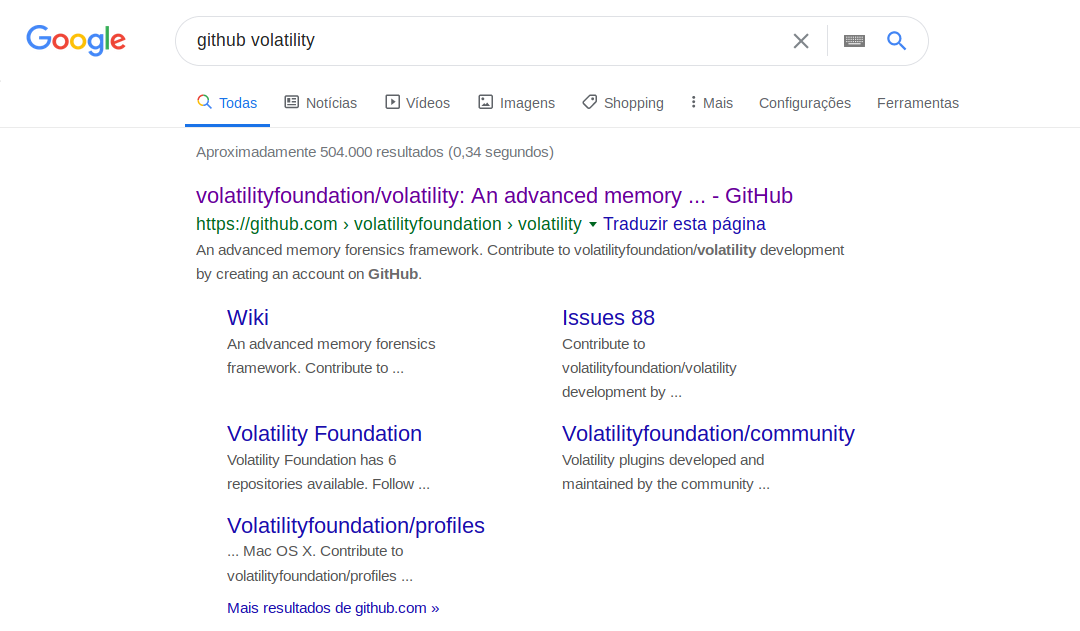 Google
github volatility
Todas Notícias Vídeos Imagens Shopping Mais Configurações Ferramentas
Aproximadamente 504.000 resultados (0,34 segundos)
volatilityfoundation/volatility: An advanced memory ... - GitHub
https://github.com › volatilityfoundation › volatility Traduzir esta página
An advanced memory forensics framework. Contribute to volatilityfoundation/volatility development
by creating an account on GitHub.
Wiki
An advanced memory forensics
framework. Contribute to ...
Issues 88
Contribute to
volatilityfoundation/volatility
development by ...
Volatility Foundation
Volatility Foundation has 6
repositories available. Follow ...
Volatilityfoundation/community
Volatility plugins developed and
maintained by the community ...
Volatilityfoundation/profiles
... Mac OS X. Contribute to
volatilityfoundation/profiles ...
Mais resultados de github.com »